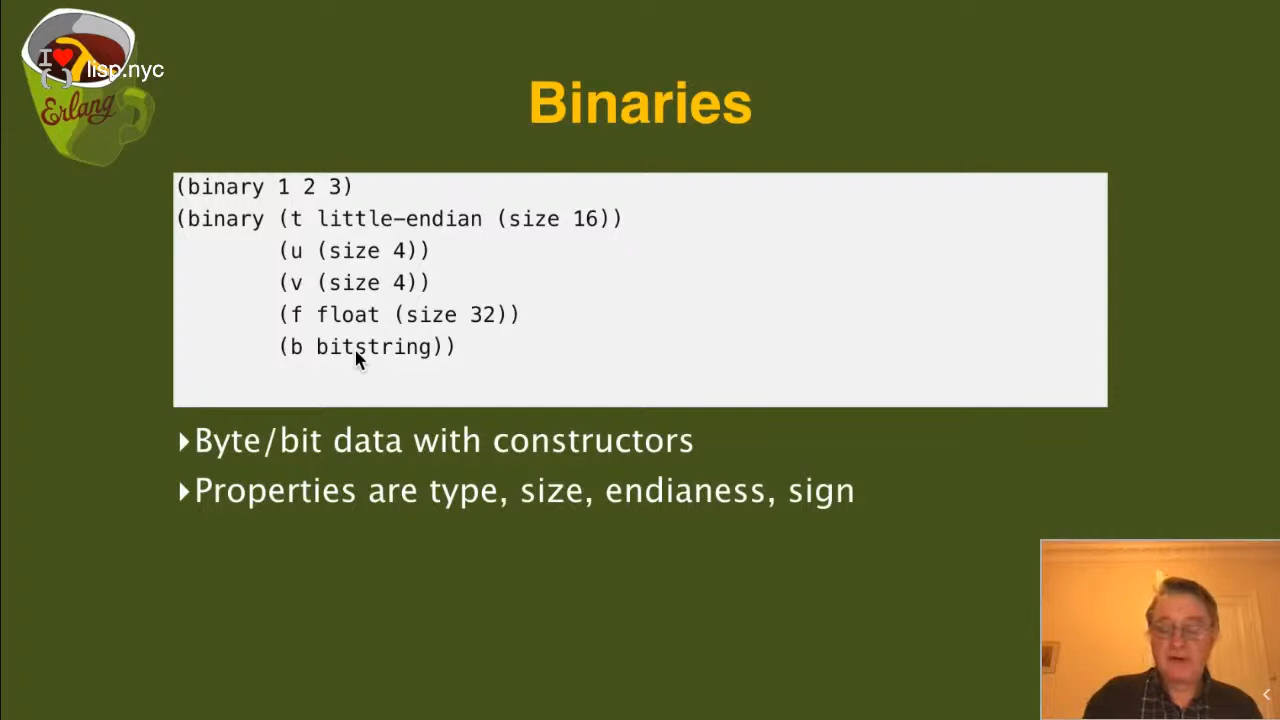 I ❤ lisp.nyc
( )
Erlang
Binaries
(binary 1 2 3)
(binary (t little-endian (size 16))
(u (size 4))
(v (size 4))
(f float (size 32))
(b bitstring))
▸Byte/bit data with constructors
▸Properties are type, size, endianess, sign